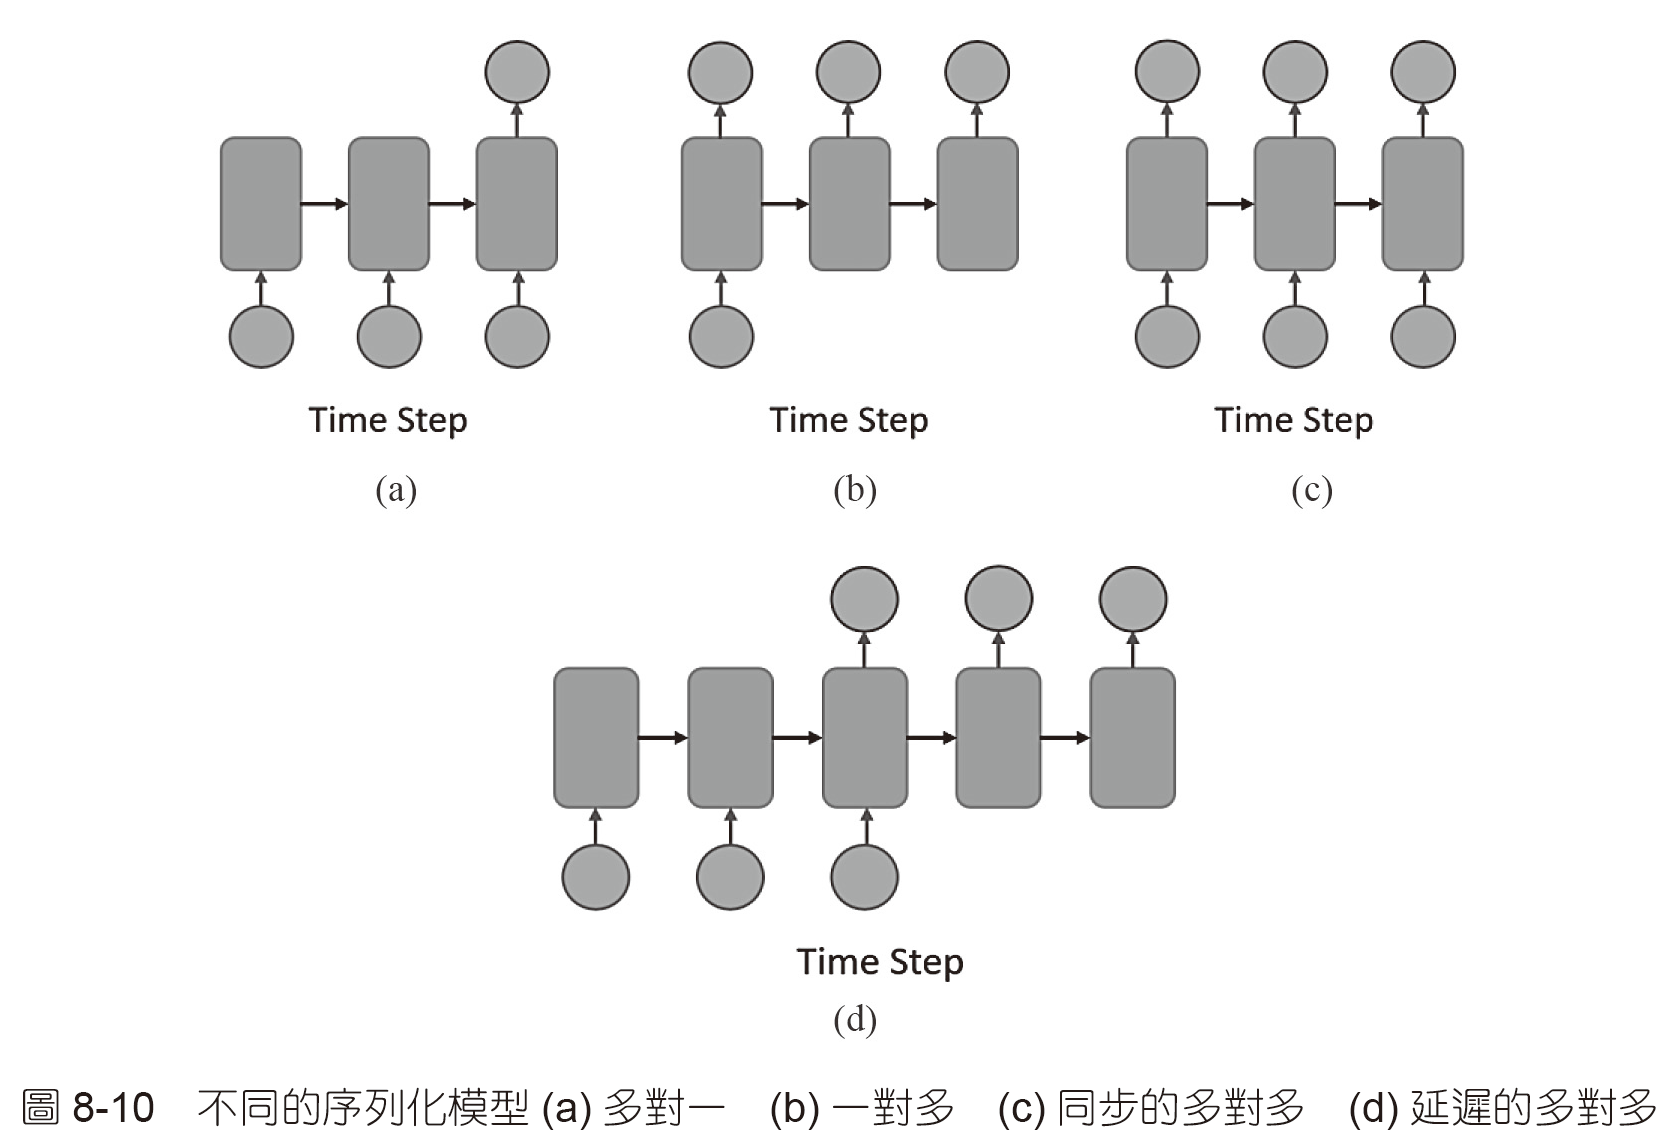 Time Step
Time Step
Time Step
(a)
(b)
(c)
Time Step
(d)
圖 8-10 不同的序列化模型 (a) 多對一 (b) 一對多 (c) 同步的多對多 (d) 延遲的多對多